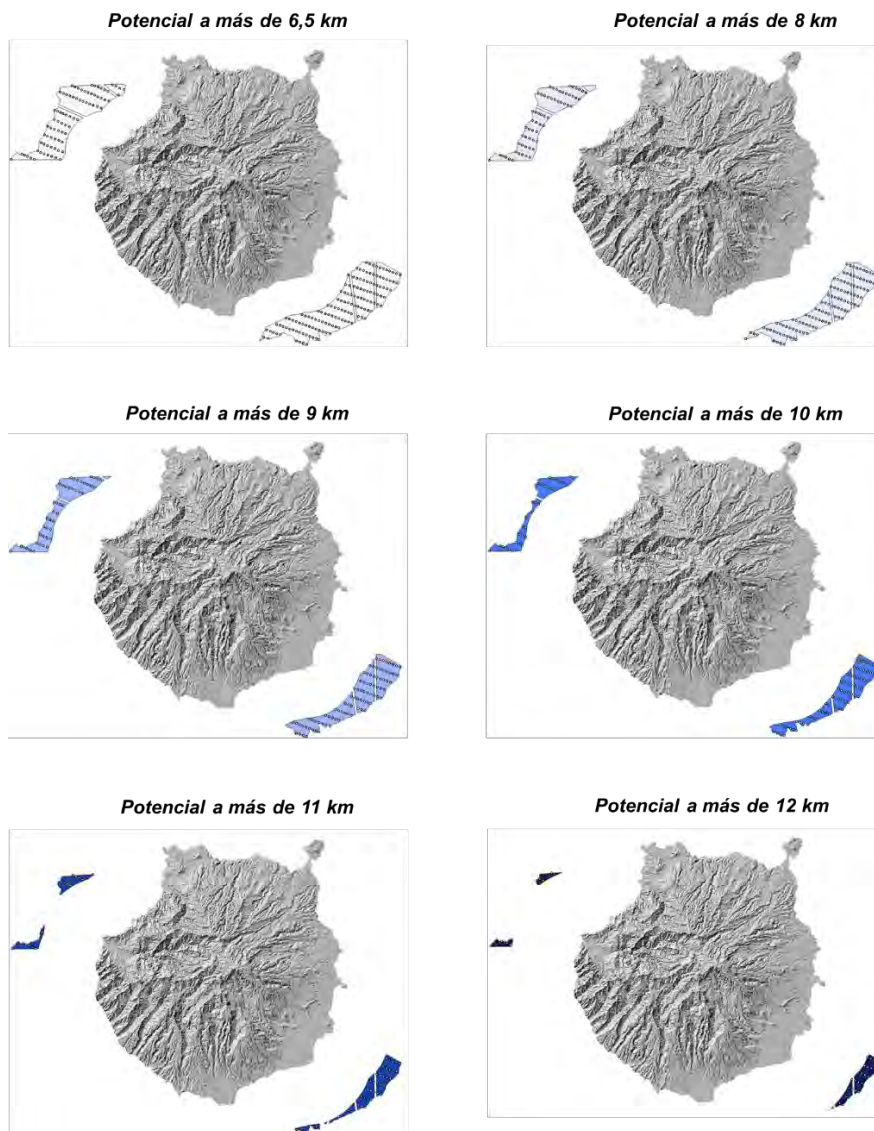 Potencial a más de 6,5 km
Potencial a más de 8 km
Potencial a más de 9 km
Potencial a más de 10 km
Potencial a más de 11 km
Potencial a más de 12 km